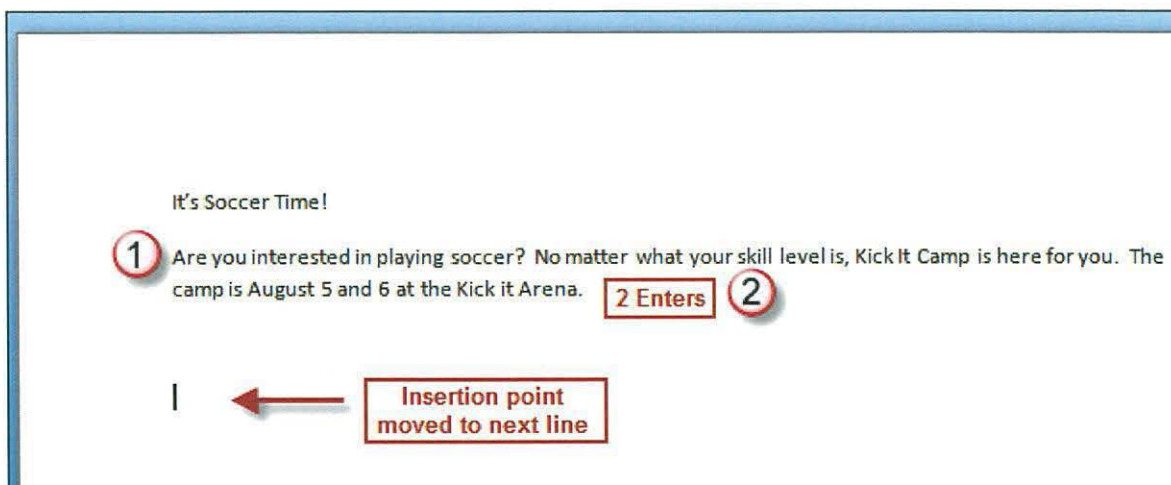 It's Soccer Time!
1 Are you interested in playing soccer? No matter what your skill level is, Kick It Camp is here for you. The
camp is August 5 and 6 at the Kick it Arena. 2 Enters 2
Insertion point
moved to next line